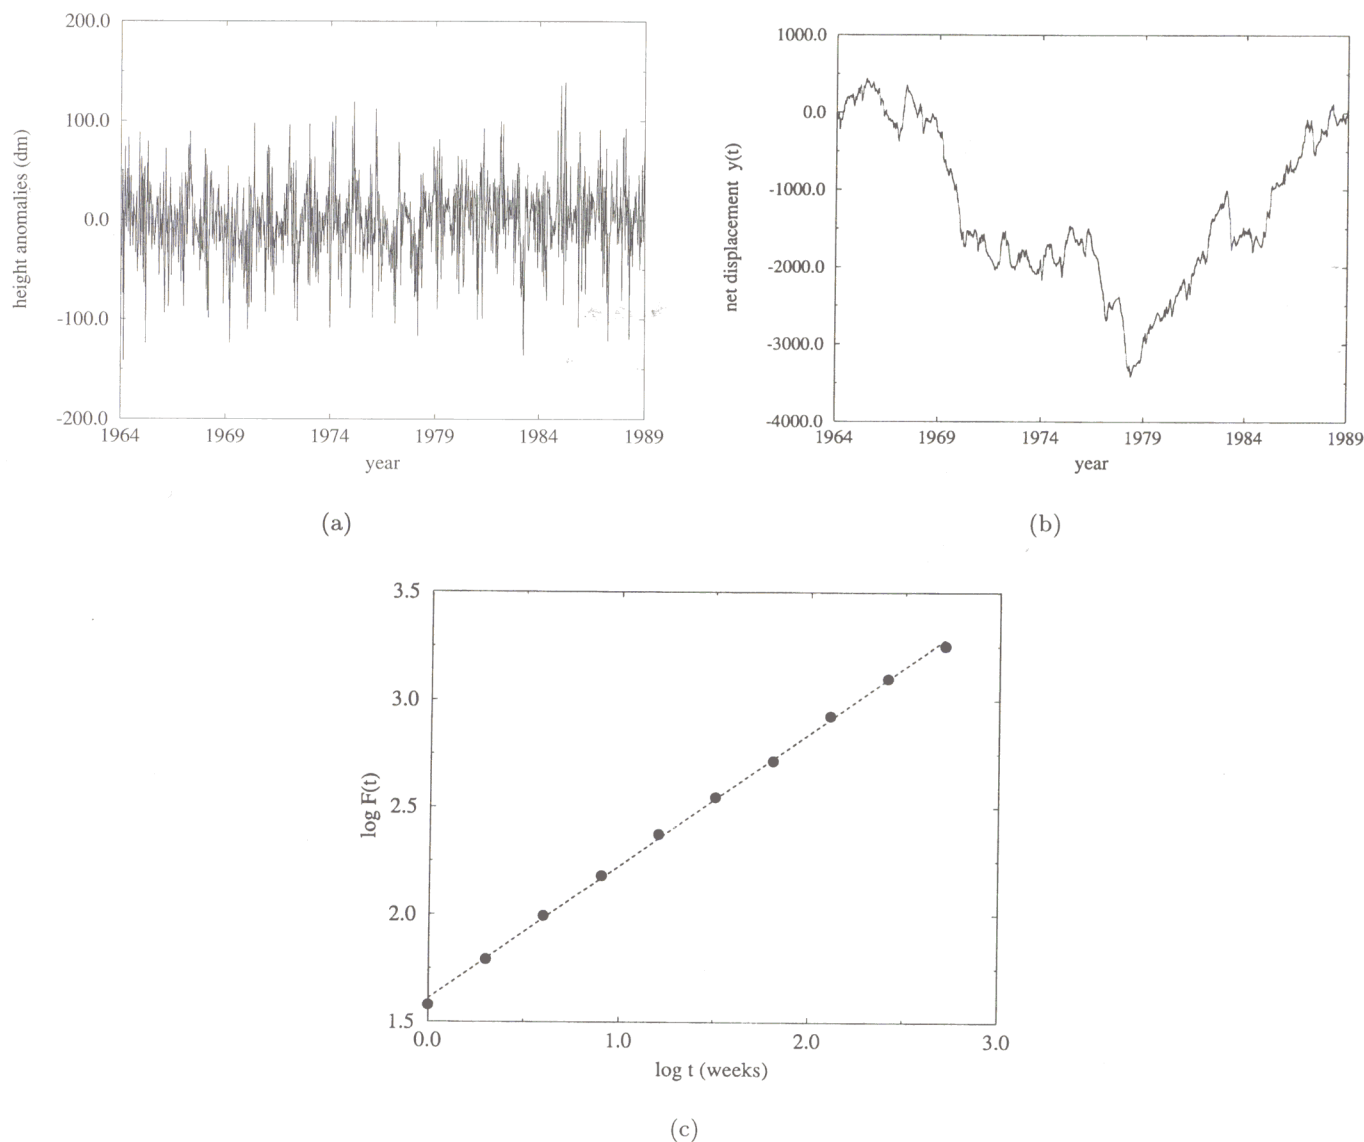 200.0
100.0
0.0
-100.0
-200.0
height anomalies (dm)
1964 1969 1974 1979 1984 1989
year
(a)
1000.0
0.0
-1000.0
-2000.0
-3000.0
-4000.0
net displacement y(t)
1964 1969 1974 1979 1984 1989
year
(b)
3.5
3.0
2.5
2.0
1.5
log F(t)
0.0 1.0 2.0 3.0
log t (weeks)
(c)